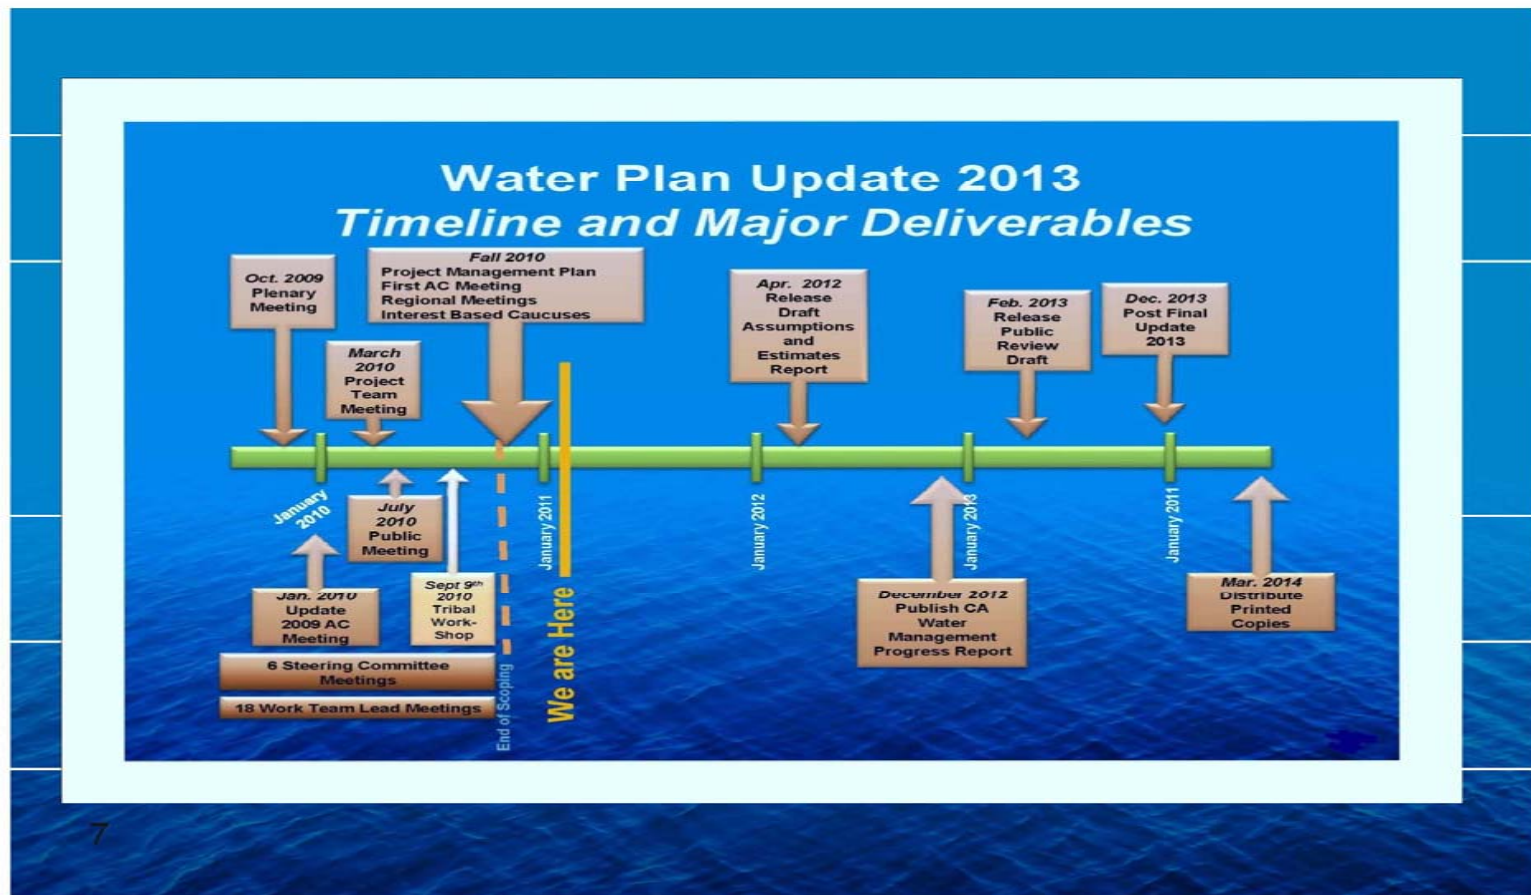 Water Plan Update 2013
Timeline and Major Deliverables
Oct. 2009
Plenary
Meeting
March
2010
Project
Team
Meeting
Fall 2010
Project Management Plan
First AC Meeting
Regional Meetings
Interest Based Caucuses
Apr. 2012
Release
Draft
Assumptions
and
Estimates
Report
Feb. 2013
Release
Public
Review
Draft
Dec. 2013
Post Final
Update
2013
January
2010
January 2011
January 2012
January 2013
January 2011
Jan. 2010
Update
2009 AC
Meeting
July
2010
Public
Meeting
Sept 9th
2010
Tribal
Work-
Shop
End of Scoping
We are Here
December 2012
Publish CA
Water
Management
Progress Report
Mar. 2014
Distribute
Printed
Copies
6 Steering Committee
Meetings
18 Work Team Lead Meetings
7